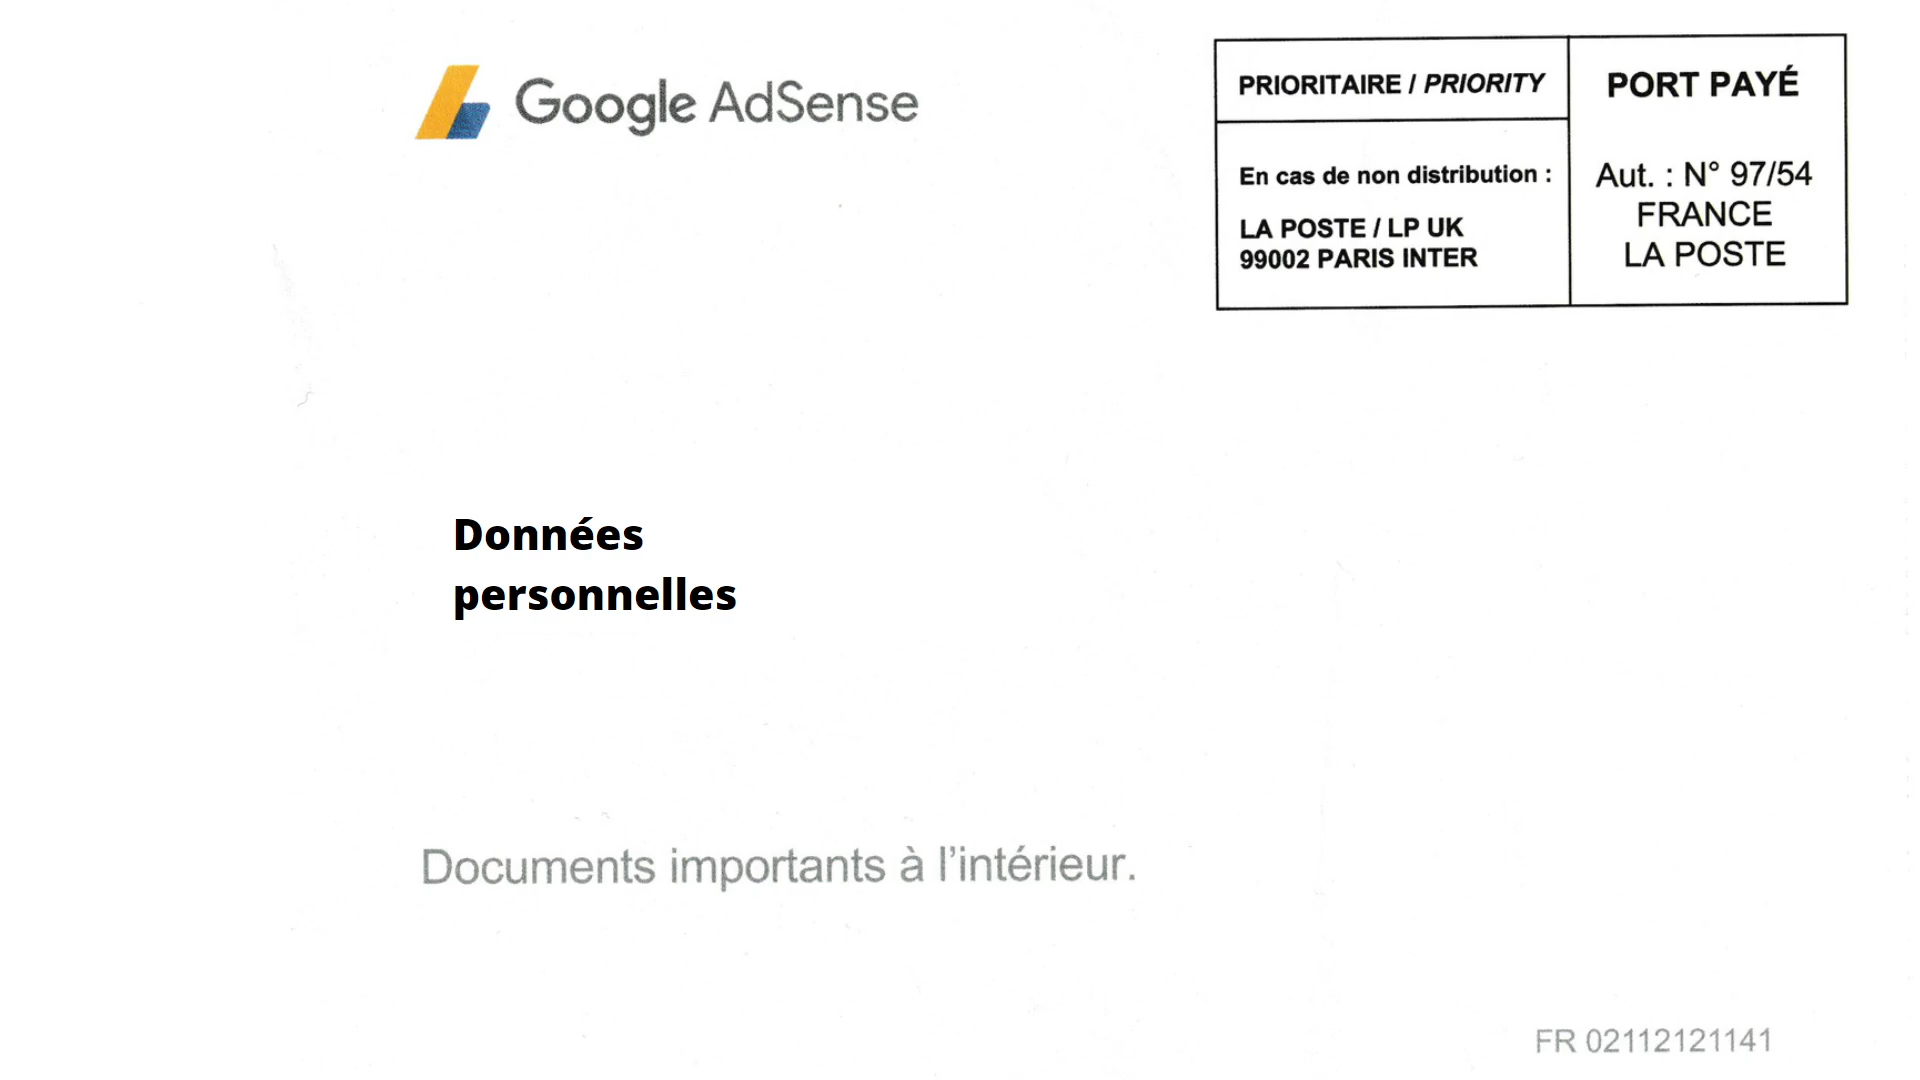 Google AdSense
PRIORITAIRE / PRIORITY
En cas de non distribution :
LA POSTE / LP UK
99002 PARIS INTER
PORT PAYÉ
Aut. : N° 97/54
FRANCE
LA POSTE
Données
personnelles
Documents importants à l'intérieur.
FR 02112121141